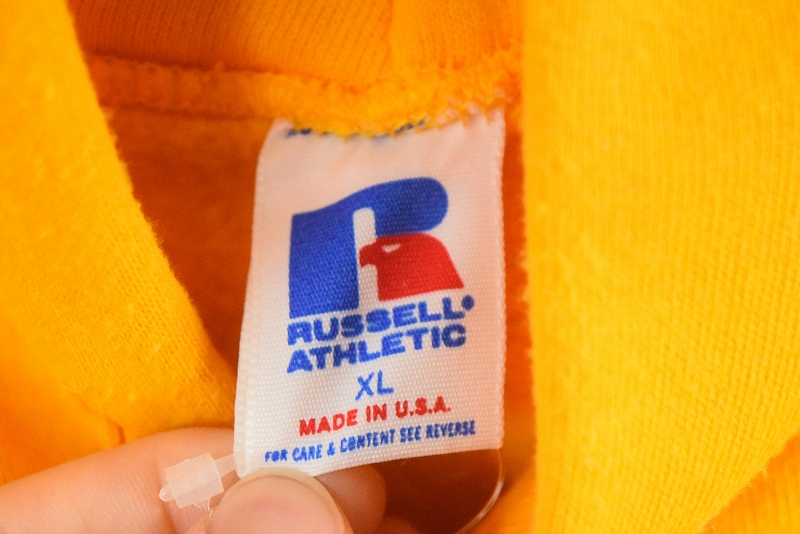 RUSSELL®
ATHLETIC
XL
MADE IN U.S.A.
FOR CARE & CONTENT SEE REVERSE